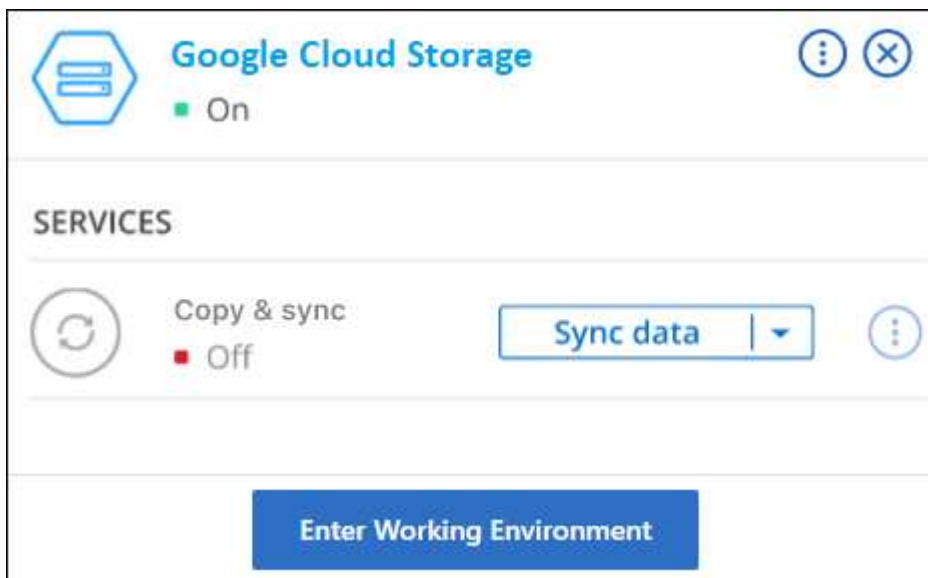 Google Cloud Storage
On
SERVICES
Copy & sync
Off
Sync data
Enter Working Environment